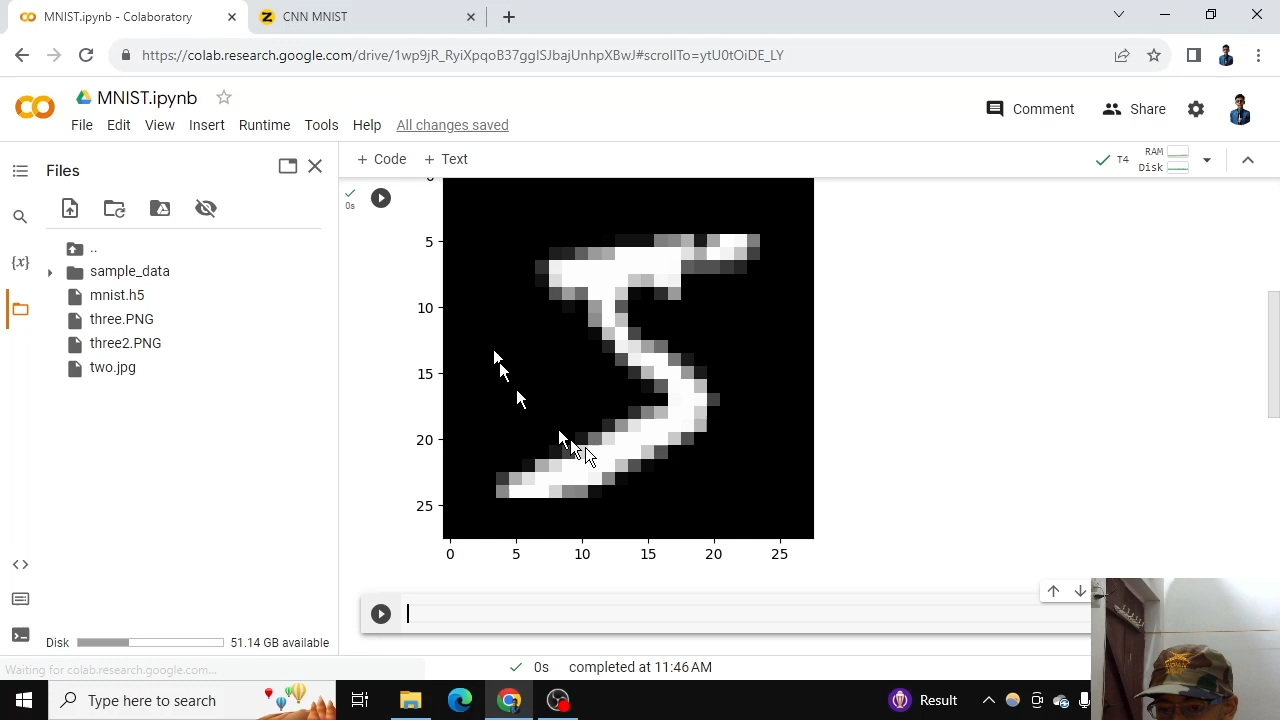 MNIST.ipynb - Colaboratory
CNN MNIST
https://colab.research.google.com/drive/1wp9jR_RyiXpqoB37ggISJbajUnhpXBwJ#scrollTo=ytU0tOiDE_LY
MNIST.ipynb
File Edit View Insert Runtime Tools Help All changes saved
Comment Share
Files
+ Code + Text
T4
RAM
Disk
{x}
..
sample_data
mnist.h5
three.PNG
three2.PNG
two.jpg
0s
0
5
10
15
20
25
0 5 10 15 20 25
Disk 51.14 GB available
Waiting for colab.research.google.com...
0s completed at 11:46 AM
Type here to search
Result